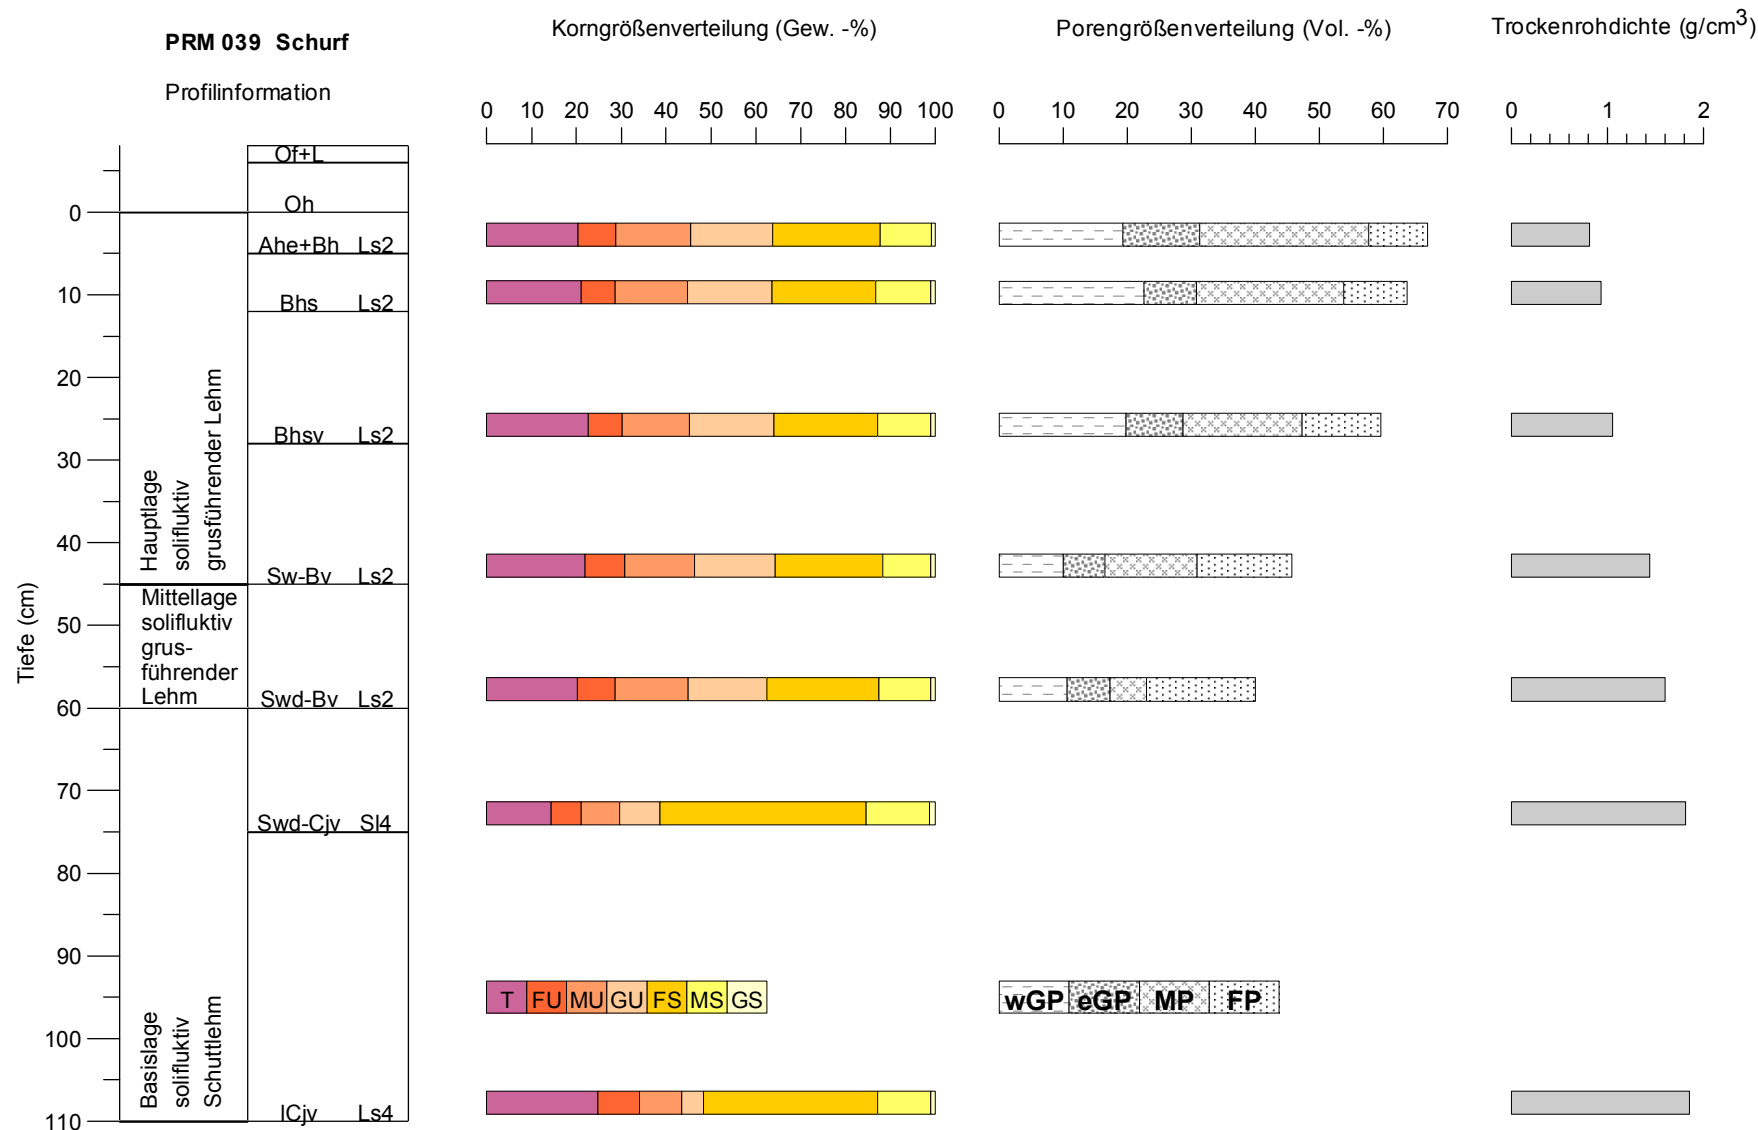 PRM 039 Schurf
Profilinformation
Korngrößenverteilung (Gew. -%)
Porengrößenverteilung (Vol. -%)
Trockenrohdichte (g/cm³)
0 10 20 30 40 50 60 70 80 90 100
0 10 20 30 40 50 60 70
0 1 2
Tiefe (cm)
0
10
20
30
40
50
60
70
80
90
100
110
Hauptlage
solifluktiv
grusführender Lehm
Mittellage
solifluktiv
grus-
führender
Lehm
Basislage
solifluktiv
Schuttlehm
Of+L
Oh
Ahe+Bh Ls2
Bhs Ls2
Bhsv Ls2
Sw-Bv Ls2
Swd-Bv Ls2
Swd-Cjv Sl4
lCjv Ls4
T FU MU GU FS MS GS
wGP eGP MP FP